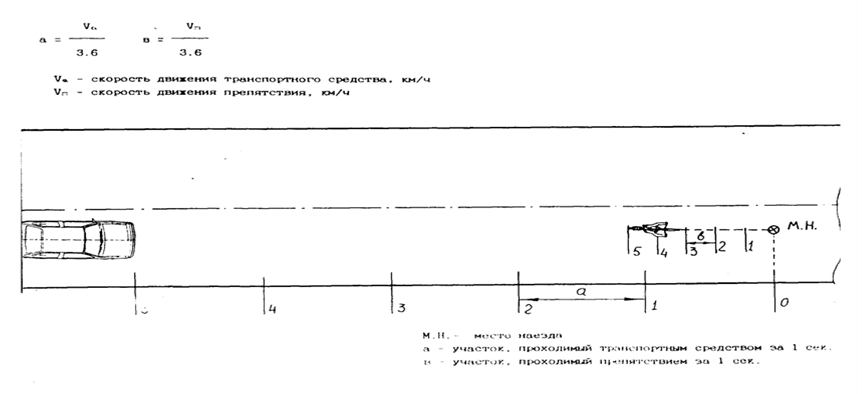 а = Vа / 3.6 в = Vп / 3.6
Vа - скорость движения транспортного средства, км/ч
Vп - скорость движения препятствия, км/ч
М.Н.
5 4 3 в 2 1
4 3 2 а 1 0
М.Н.- место наезда
а - участок, проходимый транспортным средством за 1 сек.
в - участок, проходимый препятствием за 1 сек.